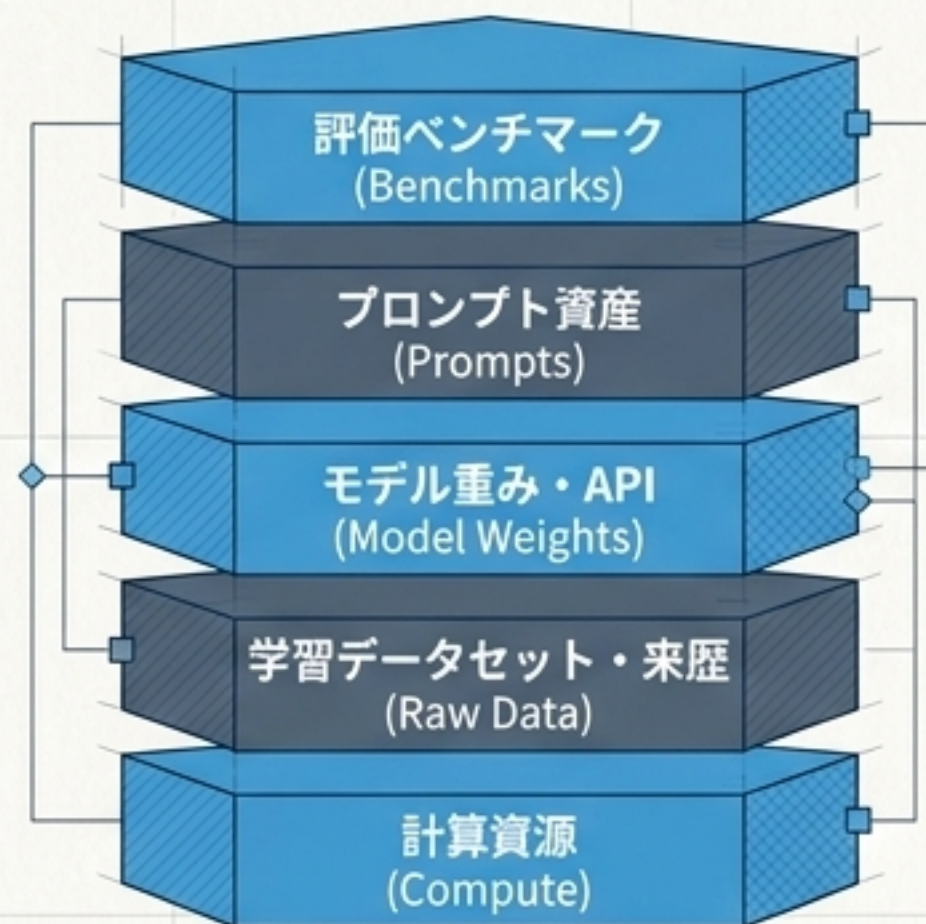 評価ベンチマーク
(Benchmarks)
プロンプト資産
(Prompts)
モデル重み・API
(Model Weights)
学習データセット・来歴
(Raw Data)
計算資源
(Compute)